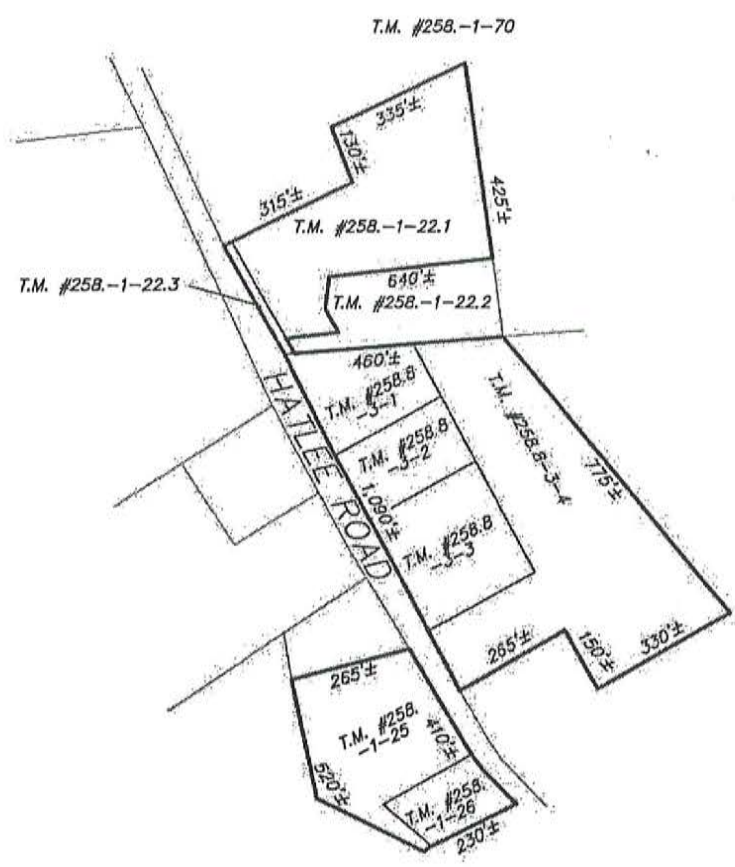 T.M. #258.-1-70
335'±
130'±
315'±
425'±
T.M. #258.-1-22.1
T.M. #258.-1-22.3
640'±
T.M. #258.-1-22.2
460'±
T.M. #258.8
-3-1
T.M. #258.8
-3-2
T.M. #258.8-3-4
775'±
HATLEE ROAD
1,090'±
T.M. #258.8
-3-3
265'±
150'±
330'±
265'±
T.M. #258.
-1-25
410'±
520'±
T.M. #258.
-1-26
230'±